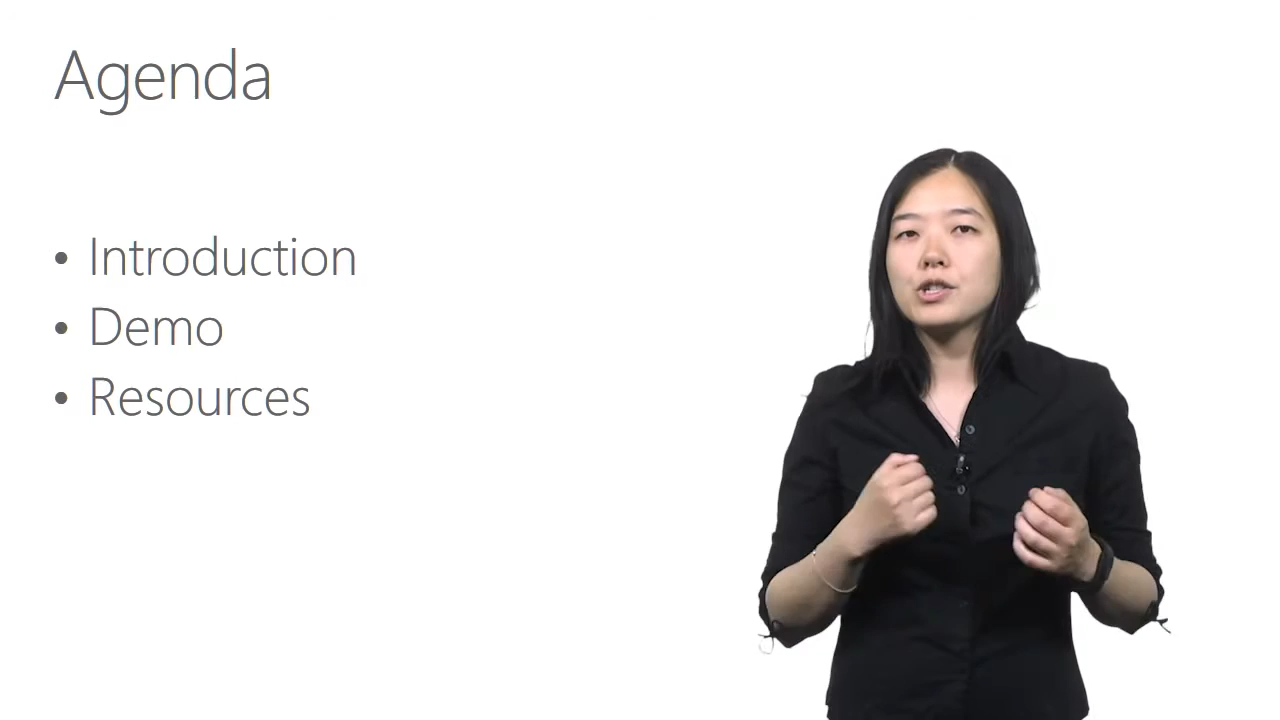 Agenda
• Introduction
• Demo
• Resources